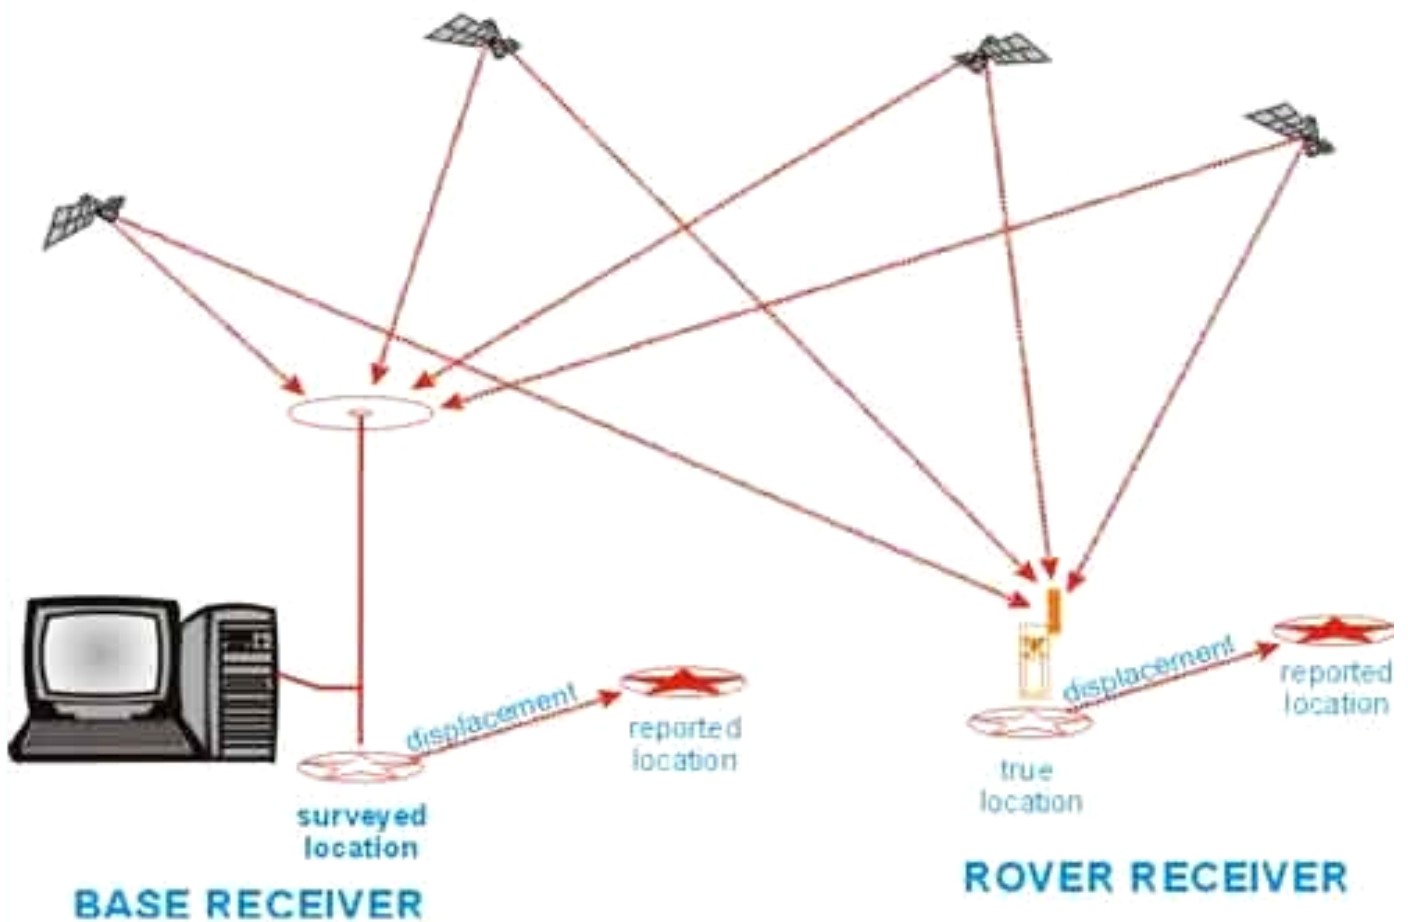 displacement
reported
location
surveyed
location
BASE RECEIVER
displacement
reported
location
true
location
ROVER RECEIVER